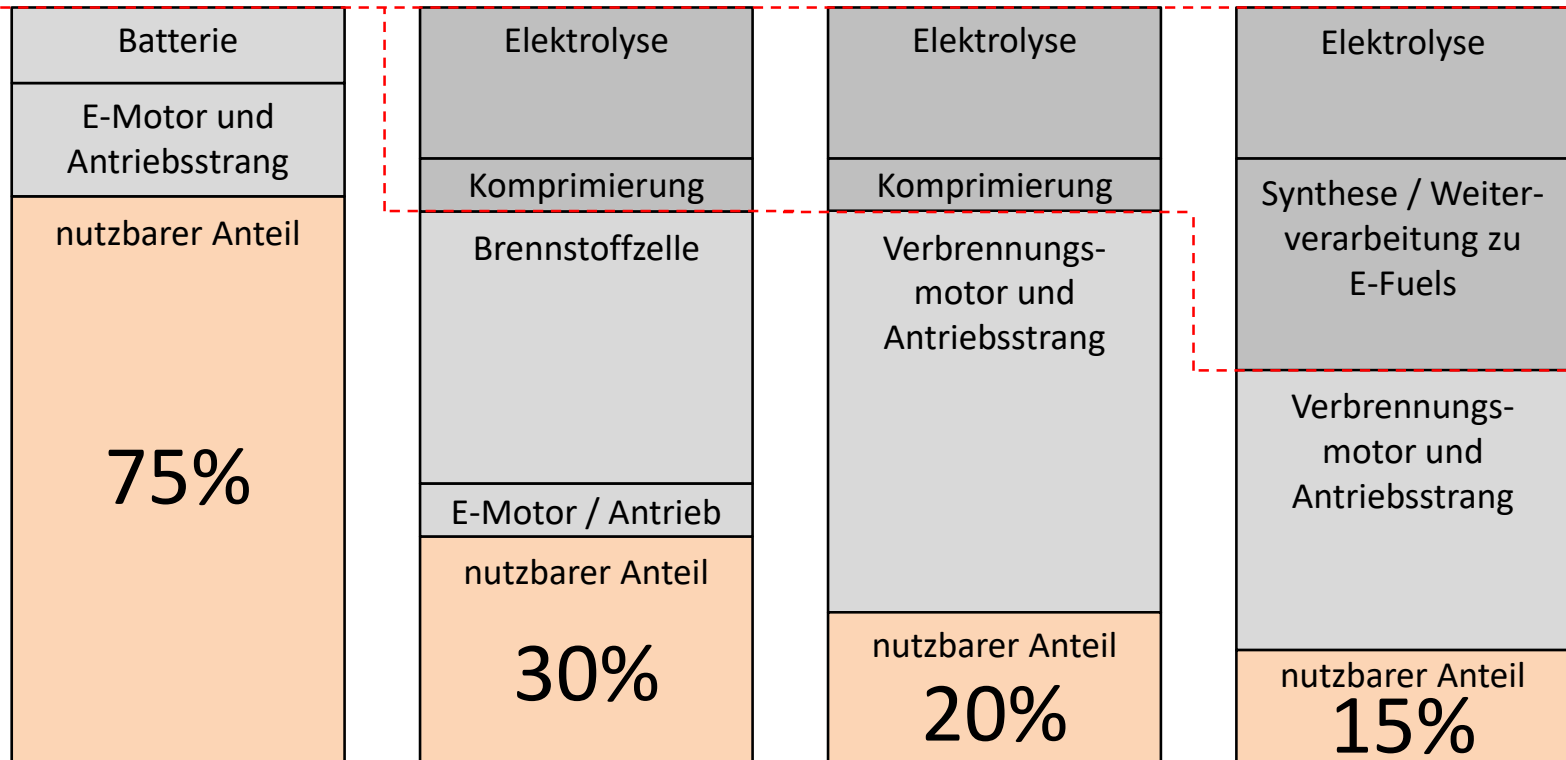 Batterie
E-Motor und
Antriebsstrang
nutzbarer Anteil
75%
Elektrolyse
Komprimierung
Brennstoffzelle
E-Motor / Antrieb
nutzbarer Anteil
30%
Elektrolyse
Komprimierung
Verbrennungs-
motor und
Antriebsstrang
nutzbarer Anteil
20%
Elektrolyse
Synthese / Weiter-
verarbeitung zu
E-Fuels
Verbrennungs-
motor und
Antriebsstrang
nutzbarer Anteil
15%